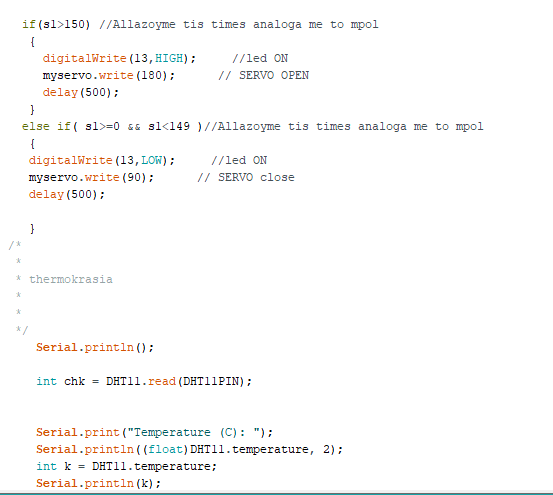 if(s1>150) //Allazoyme tis times analoga me to mpol
{
digitalWrite(13,HIGH); //led ON
myservo.write(180); // SERVO OPEN
delay(500);
}
else if( s1>=0 && s1<149 )//Allazoyme tis times analoga me to mpol
{
digitalWrite(13,LOW); //led ON
myservo.write(90); // SERVO close
delay(500);
}
/*
*
* thermokrasia
*
*
*/
Serial.println();
int chk = DHT11.read(DHT11PIN);
Serial.print("Temperature (C): ");
Serial.println((float)DHT11.temperature, 2);
int k = DHT11.temperature;
Serial.println(k);